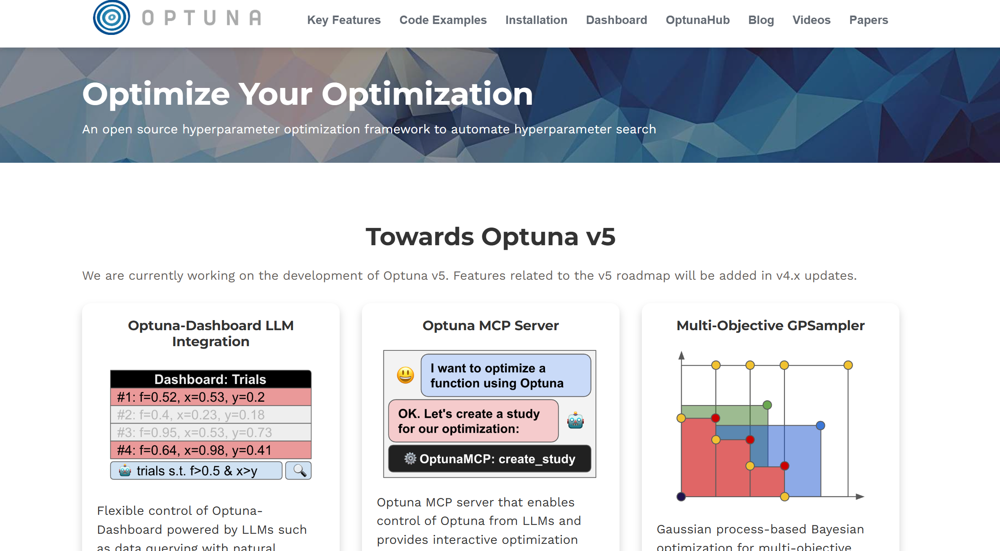 OPTUNA
Key Features Code Examples Installation Dashboard OptunaHub Blog Videos Papers
Optimize Your Optimization
An open source hyperparameter optimization framework to automate hyperparameter search
Towards Optuna v5
We are currently working on the development of Optuna v5. Features related to the v5 roadmap will be added in v4.x updates.
Optuna-Dashboard LLM
Integration
Dashboard: Trials
#1: f=0.52, x=0.53, y=0.2
#2: f=0.4, x=0.23, y=0.18
#3: f=0.95, x=0.53, y=0.73
#4: f=0.64, x=0.98, y=0.41
trials s.t. f>0.5 & x>y
Flexible control of Optuna-
Dashboard powered by LLMs such
as data querying with natural
Optuna MCP Server
I want to optimize a
function using Optuna
OK. Let's create a study
for our optimization:
OptunaMCP: create_study
Optuna MCP server that enables
control of Optuna from LLMs and
provides interactive optimization
Multi-Objective GPSampler
Gaussian process-based Bayesian
optimization for multi-objective